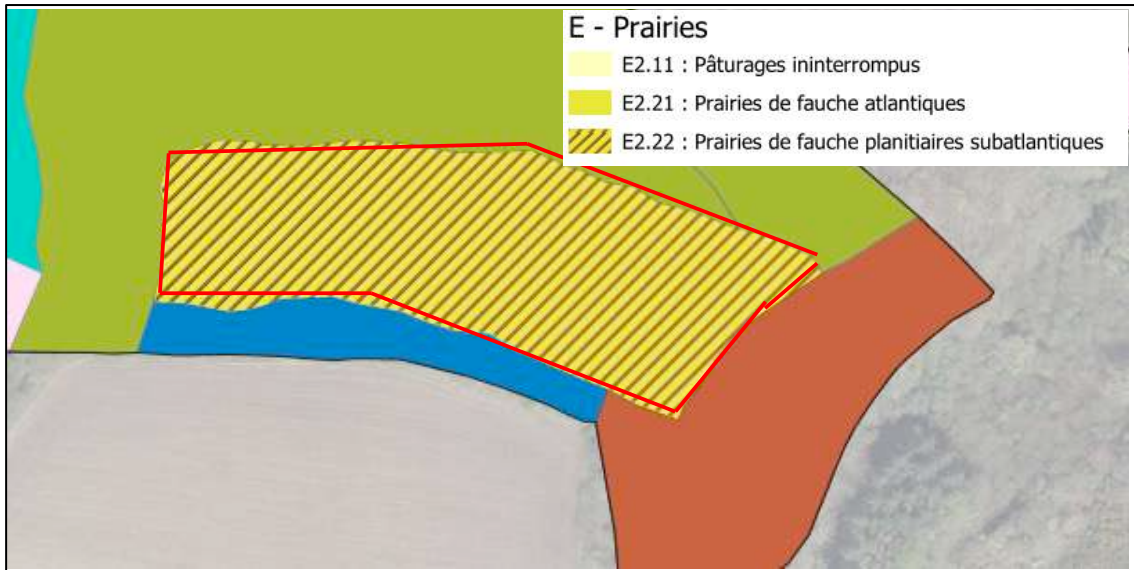 E - Prairies
E2.11 : Pâturages ininterrompus
E2.21 : Prairies de fauche atlantiques
E2.22 : Prairies de fauche planitiaires subatlantiques